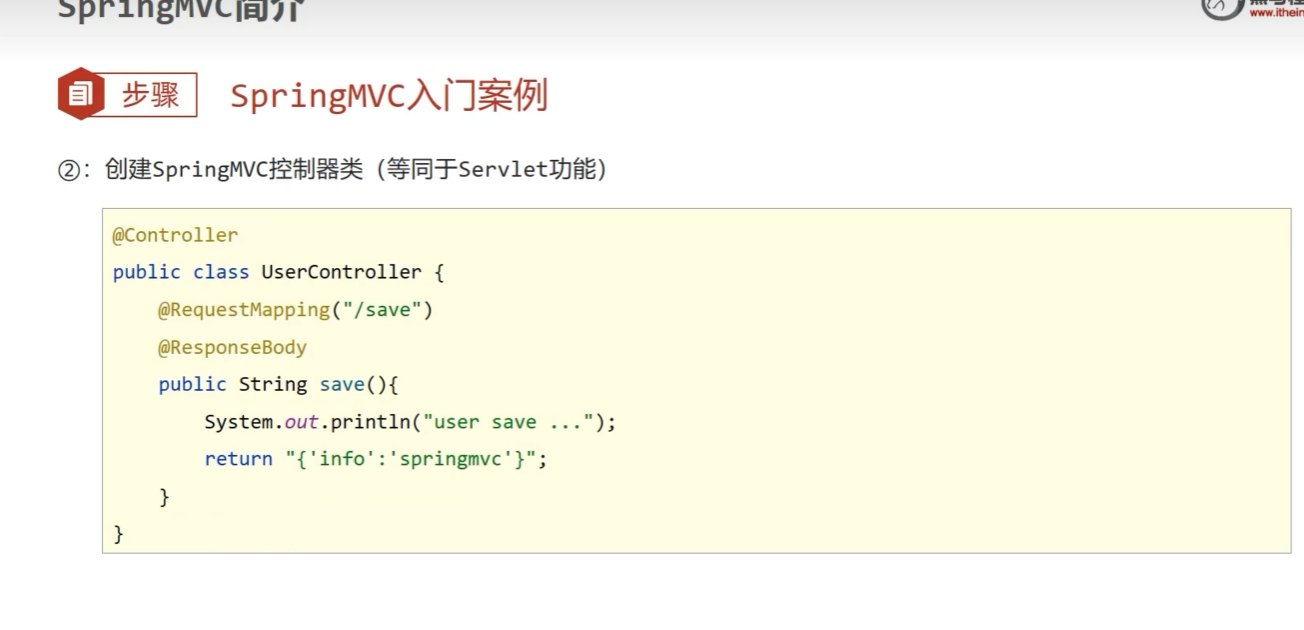 SpringMVC简介
www.ithein
步骤
SpringMVC入门案例
②: 创建SpringMVC控制器类（等同于Servlet功能）
@Controller
public class UserController {
    @RequestMapping("/save")
    @ResponseBody
    public String save(){
        System.out.println("user save ...");
        return "{'info':'springmvc'}";
    }
}